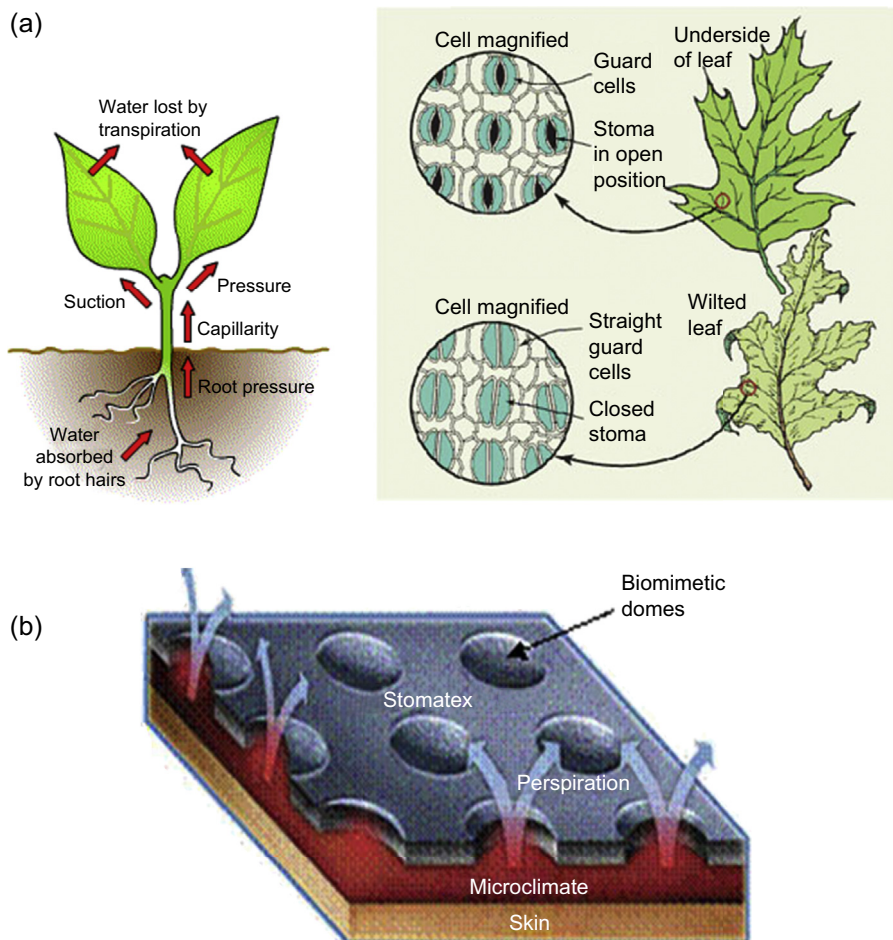 (a)
Water lost by
transpiration
Suction
Pressure
Capillarity
Root pressure
Water
absorbed
by root hairs
Cell magnified
Guard
cells
Stoma
in open
position
Underside
of leaf
Cell magnified
Straight
guard
cells
Closed
stoma
Wilted
leaf
(b)
Biomimetic
domes
Stomatex
Perspiration
Microclimate
Skin